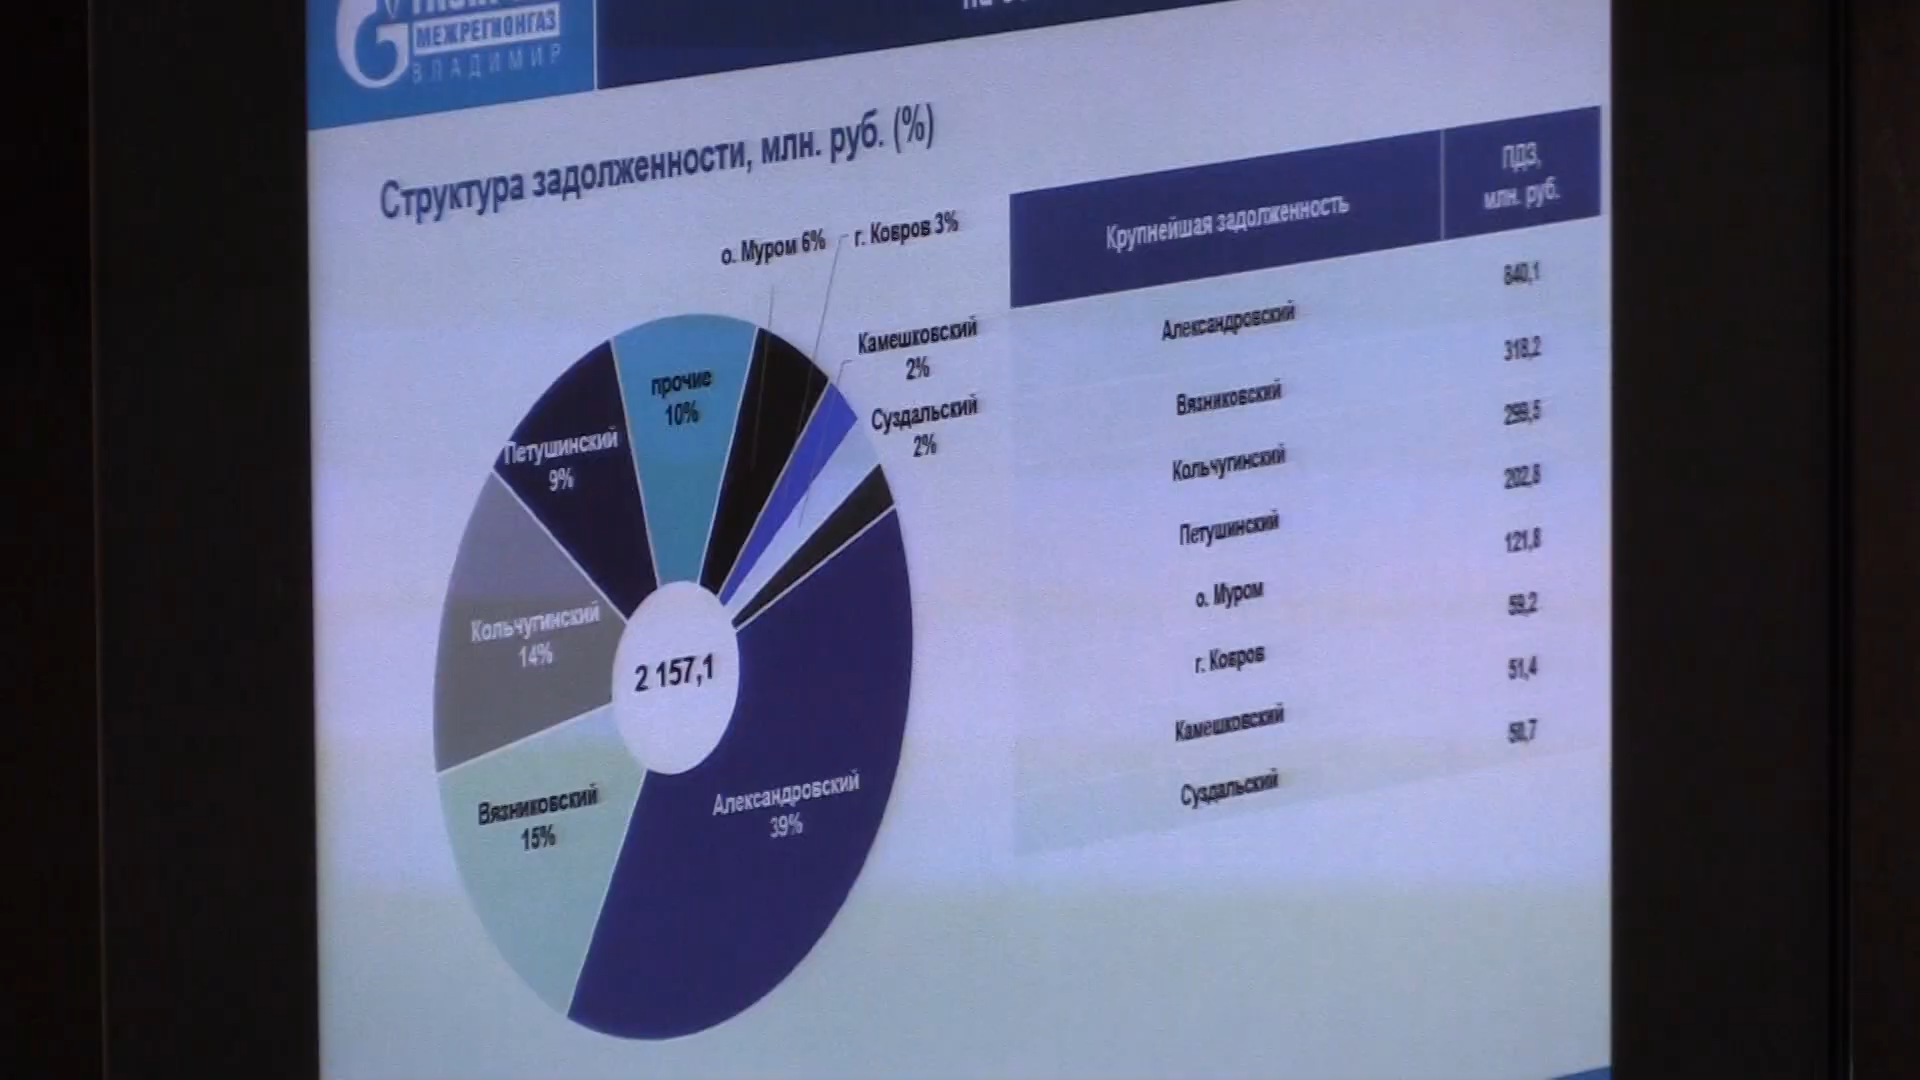 МЕЖРЕГИОНГАЗ
ВЛАДИМИР
Структура задолженности, млн. руб. (%)
о. Муром 6%
г. Ковров 3%
Камешковский
2%
Суздальский
2%
прочие
10%
Петушинский
9%
Кольчугинский
14%
2 157,1
Вязниковский
15%
Александровский
39%
Крупнейшая задолженность
ПДЗ,
млн. руб.
Александровский
840,1
Вязниковский
318,2
Кольчугинский
299,5
Петушинский
202,8
о. Муром
121,8
г. Ковров
59,2
Камешковский
51,4
Суздальский